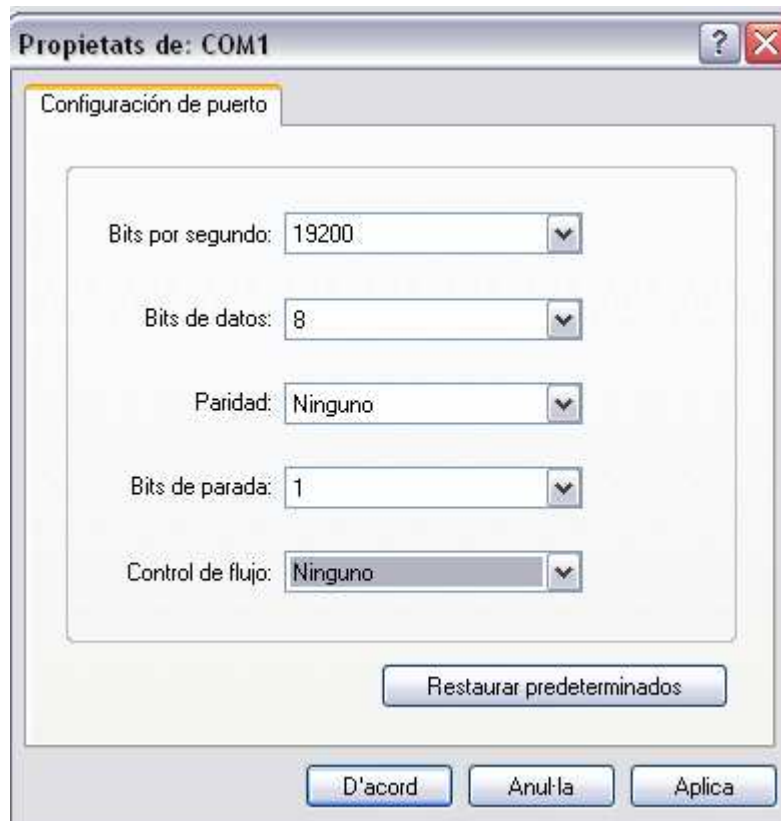 Propietats de: COM1
Configuración de puerto
Bits por segundo: 19200
Bits de datos: 8
Paridad: Ninguno
Bits de parada: 1
Control de flujo: Ninguno
Restaurar predeterminados
D'acord Anul·la Aplica